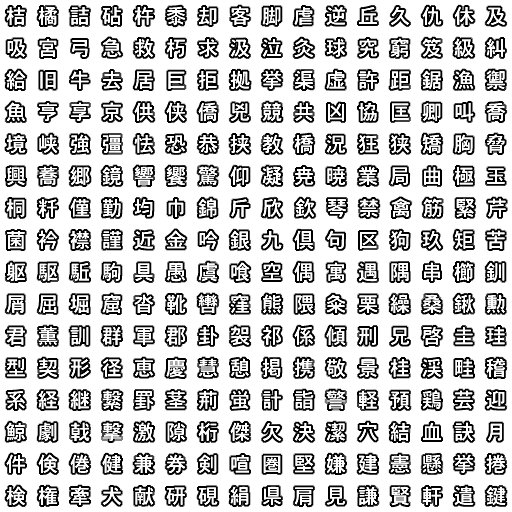 桔橘詰砧杵黍却客脚虐逆丘久仇休及
吸宮弓急救朽求汲泣灸球究窮笈級糾
給旧牛去居巨拒拠挙渠虚許距鋸漁禦
魚亨享京供侠僑兇競共凶協匡卿叫喬
境峡強彊怯恐恭挟教橋況狂狭矯胸脅
興蕎郷鏡響饗驚仰凝尭暁業局曲極玉
桐粁僅勤均巾錦斤欣欽琴禁禽筋緊芹
菌衿襟謹近金吟銀九倶句区狗玖矩苦
躯駆駈駒具愚虞喰空偶寓遇隅串櫛釧
屑屈掘窟沓靴轡窪熊隈粂栗繰桑鍬勲
君薫訓群軍郡卦袈祁係傾刑兄啓圭珪
型契形径恵慶慧憩掲携敬景桂渓畦稽
系経継繋罫茎荊蛍計詣警軽頚鶏芸迎
鯨劇戟撃激隙桁傑欠決潔穴結血訣月
件倹倦健兼券剣喧圏堅嫌建憲懸拳捲
検権牽犬献研硯絹県肩見謙賢軒遣鍵